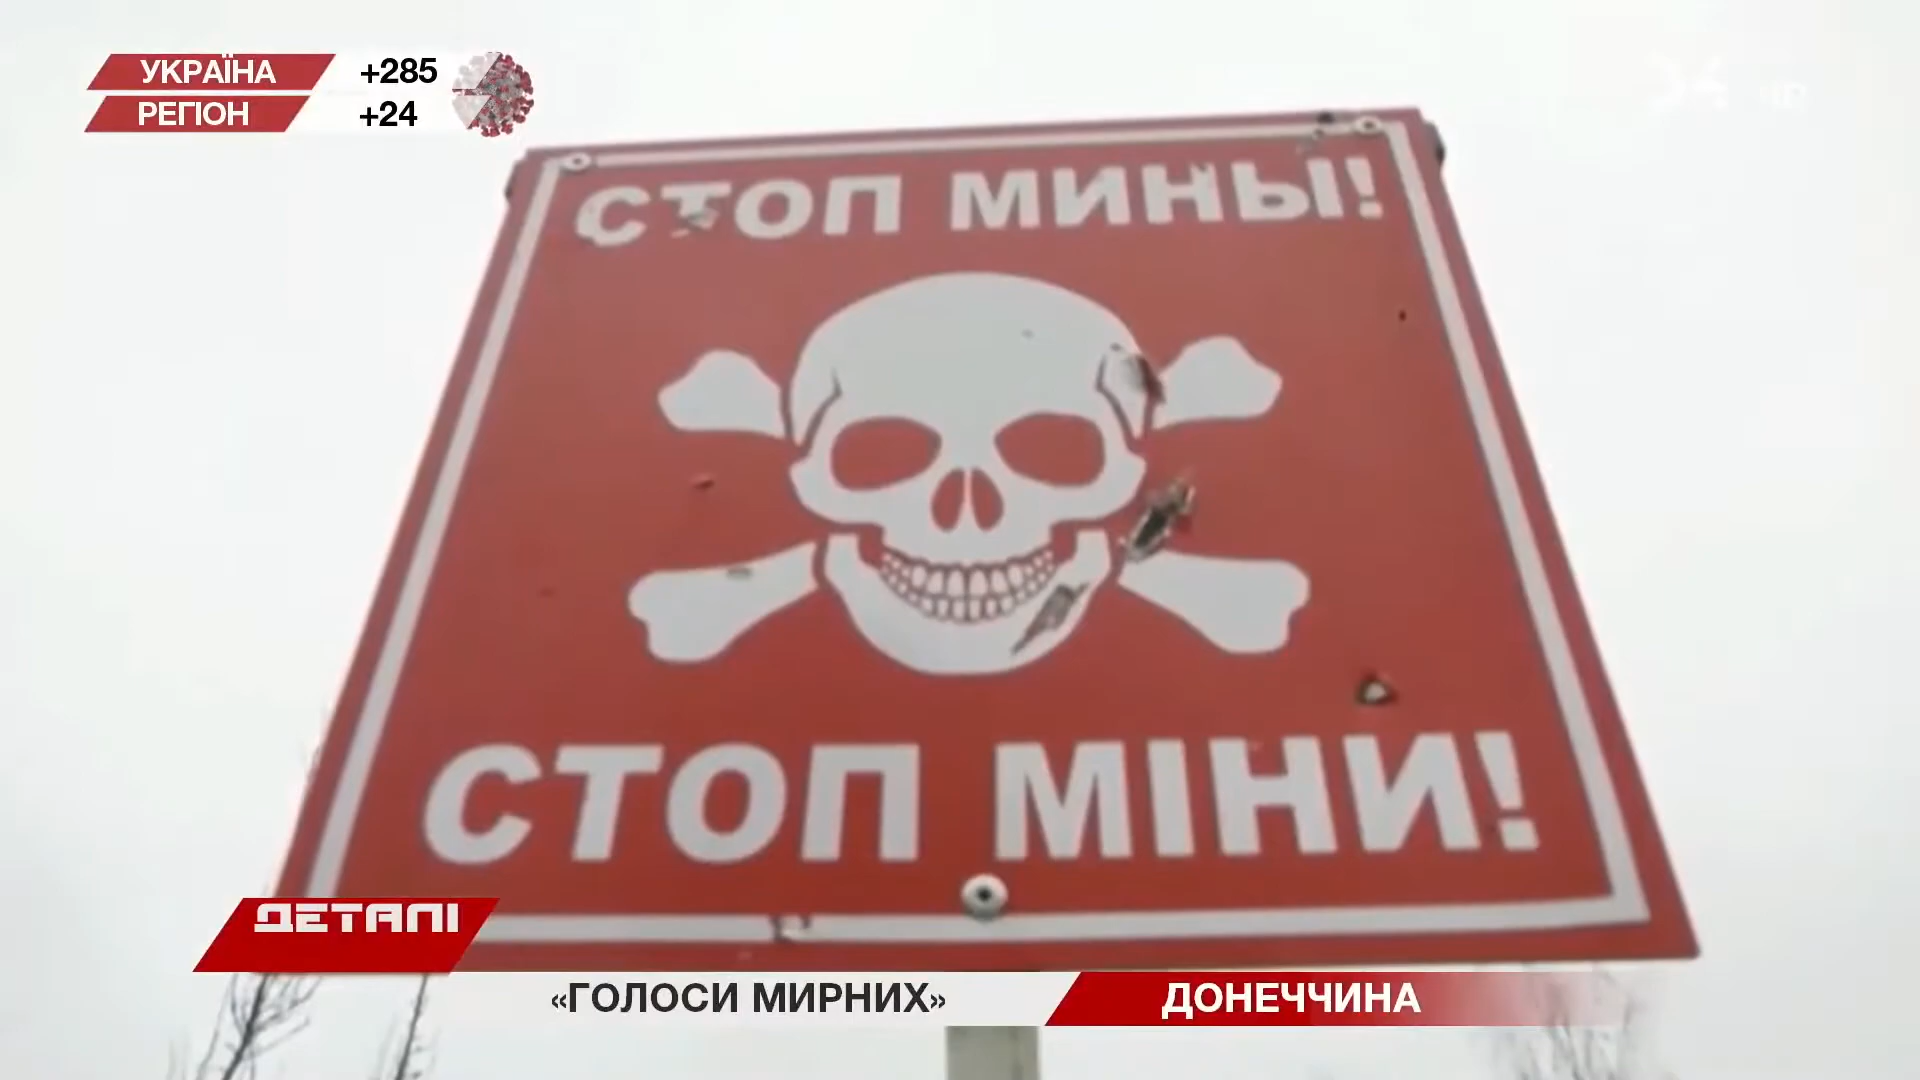 УКРАЇНА +285
РЕГІОН +24
СТОП МИНЫ!
СТОП МІНИ!
ДЕТАЛІ
«ГОЛОСИ МИРНИХ» ДОНЕЧЧИНА